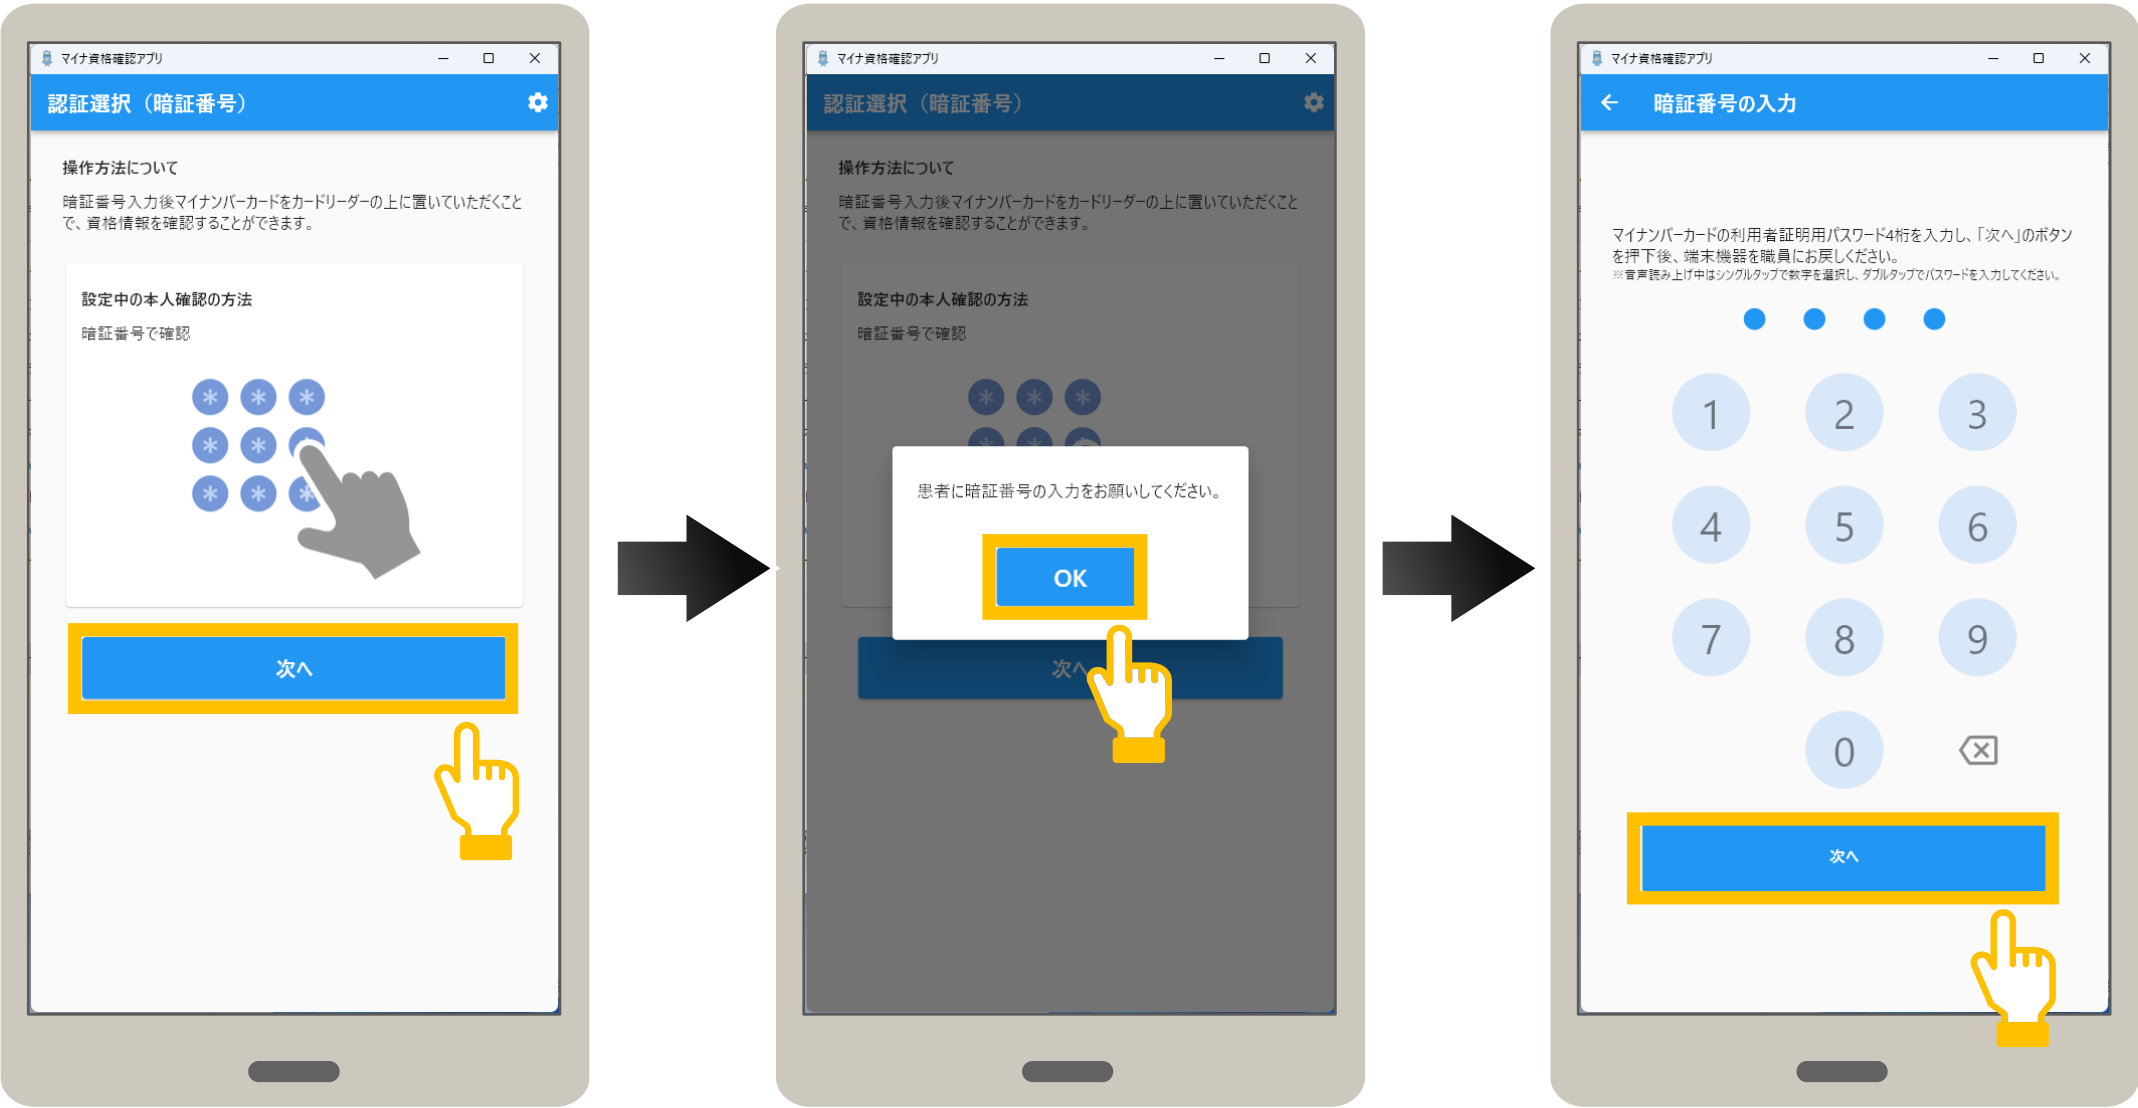 マイナ資格確認アプリ
認証選択（暗証番号）
操作方法について
暗証番号入力後マイナンバーカードをカードリーダーの上に置いていただくこと
で、資格情報を確認することができます。
設定中の本人確認の方法
暗証番号で確認
* * *
* *
* * *
次へ
マイナ資格確認アプリ
認証選択（暗証番号）
操作方法について
暗証番号入力後マイナンバーカードをカードリーダーの上に置いていただくこと
で、資格情報を確認することができます。
設定中の本人確認の方法
暗証番号で確認
* * *
* *
患者に暗証番号の入力をお願いしてください。
OK
次へ
マイナ資格確認アプリ
暗証番号の入力
マイナンバーカードの利用者証明用パスワード4桁を入力し、「次へ」のボタン
を押下後、端末機器を職員にお戻しください。
※音声読み上げ中はシングルタップで数字を選択し、ダブルタップでパスワードを入力してください。
1 2 3
4 5 6
7 8 9
0
次へ